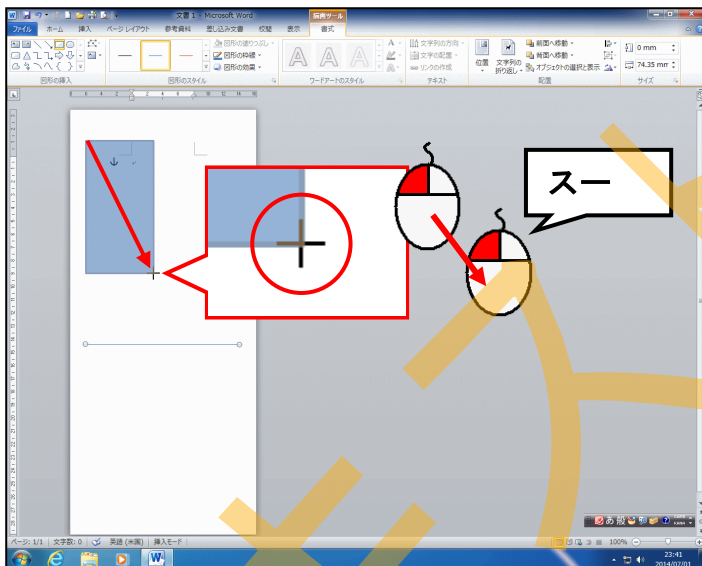 文書 1 - Microsoft Word
描画ツール
ファイル ホーム 挿入 ページ レイアウト 参考資料 差し込み文書 校閲 表示 書式
図形の塗りつぶし
図形の枠線
図形の効果
文字列の方向
文字の配置
リンクの作成
位置
文字列の
折り返し
前面へ移動
背面へ移動
オブジェクトの選択と表示
0 mm
74.35 mm
図形の挿入 図形のスタイル ワードアートのスタイル テキスト 配置 サイズ
スー
あ 般
ページ: 1/1 文字数: 0 英語 (米国) 挿入モード 100%
23:41
2014/07/01